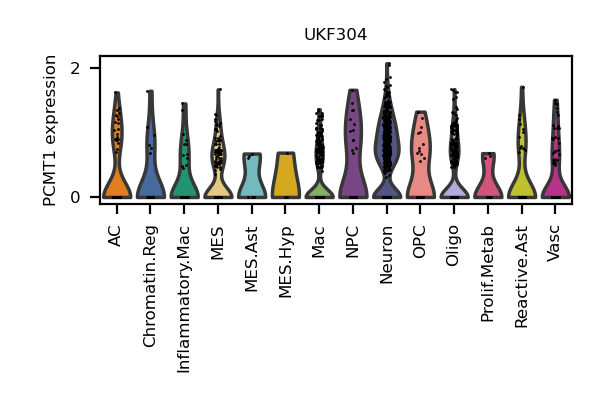 UKF304
PCMT1 expression
2
0
AC
Chromatin.Reg
Inflammatory.Mac
MES
MES.Ast
MES.Hyp
Mac
NPC
Neuron
OPC
Oligo
Prolif.Metab
Reactive.Ast
Vasc